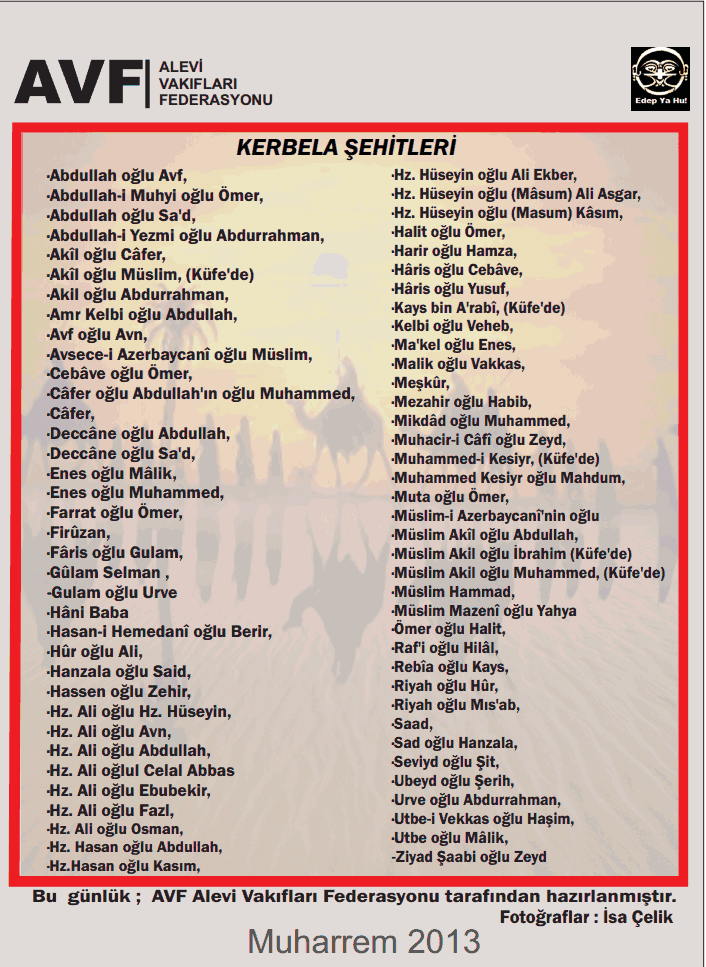 AVF
ALEVİ
VAKIFLARI
FEDERASYONU
Edep Ya Hu!
KERBELA ŞEHİTLERİ
·Abdullah oğlu Avf,
·Abdullah-i Muhyi oğlu Ömer,
·Abdullah oğlu Sa'd,
·Abdullah-i Yezmi oğlu Abdurrahman,
·Akîl oğlu Câfer,
·Akîl oğlu Müslim, (Küfe'de)
·Akil oğlu Abdurrahman,
·Amr Kelbi oğlu Abdullah,
·Avf oğlu Avn,
·Avsece-i Azerbaycanî oğlu Müslim,
·Cebâve oğlu Ömer,
·Câfer oğlu Abdullah'ın oğlu Muhammed,
·Câfer,
·Deccâne oğlu Abdullah,
·Deccâne oğlu Sa'd,
·Enes oğlu Mâlik,
·Enes oğlu Muhammed,
·Farrat oğlu Ömer,
·Firûzan,
·Fâris oğlu Gulam,
·Gûlam Selman ,
-Gulam oğlu Urve
·Hâni Baba
·Hasan-i Hemedanî oğlu Berir,
·Hûr oğlu Ali,
·Hanzala oğlu Said,
·Hassen oğlu Zehir,
·Hz. Ali oğlu Hz. Hüseyin,
·Hz. Ali oğlu Avn,
·Hz. Ali oğlu Abdullah,
·Hz. Ali oğlul Celal Abbas
·Hz. Ali oğlu Ebubekir,
·Hz. Ali oğlu Fazl,
·Hz. Ali oğlu Osman,
·Hz. Hasan oğlu Abdullah,
·Hz.Hasan oğlu Kasım,
·Hz. Hüseyin oğlu Ali Ekber,
·Hz. Hüseyin oğlu (Mâsum) Ali Asgar,
·Hz. Hüseyin oğlu (Masum) Kâsım,
·Halit oğlu Ömer,
·Harir oğlu Hamza,
·Hâris oğlu Cebâve,
·Hâris oğlu Yusuf,
·Kays bin A'rabî, (Küfe'de)
·Kelbi oğlu Veheb,
·Ma'kel oğlu Enes,
·Malik oğlu Vakkas,
·Meşkûr,
·Mezahir oğlu Habib,
·Mikdâd oğlu Muhammed,
·Muhacir-i Câfî oğlu Zeyd,
·Muhammed-i Kesiyr, (Küfe'de)
·Muhammed Kesiyr oğlu Mahdum,
·Muta oğlu Ömer,
·Müslim-i Azerbaycanî'nin oğlu
·Müslim Akîl oğlu Abdullah,
·Müslim Akil oğlu İbrahim (Küfe'de)
·Müslim Akil oğlu Muhammed, (Küfe'de)
·Müslim Hammad,
·Müslim Mazenî oğlu Yahya
·Ömer oğlu Halit,
·Raf'i oğlu Hilâl,
·Rebîa oğlu Kays,
·Riyah oğlu Hûr,
·Riyah oğlu Mıs'ab,
·Saad,
·Sad oğlu Hanzala,
·Seviyd oğlu Şit,
·Ubeyd oğlu Şerih,
·Urve oğlu Abdurrahman,
·Utbe-i Vekkas oğlu Haşim,
·Utbe oğlu Mâlik,
-Ziyad Şaabi oğlu Zeyd
Bu günlük ; AVF Alevi Vakıfları Federasyonu tarafından hazırlanmıştır.
Fotoğraflar : İsa Çelik
Muharrem 2013